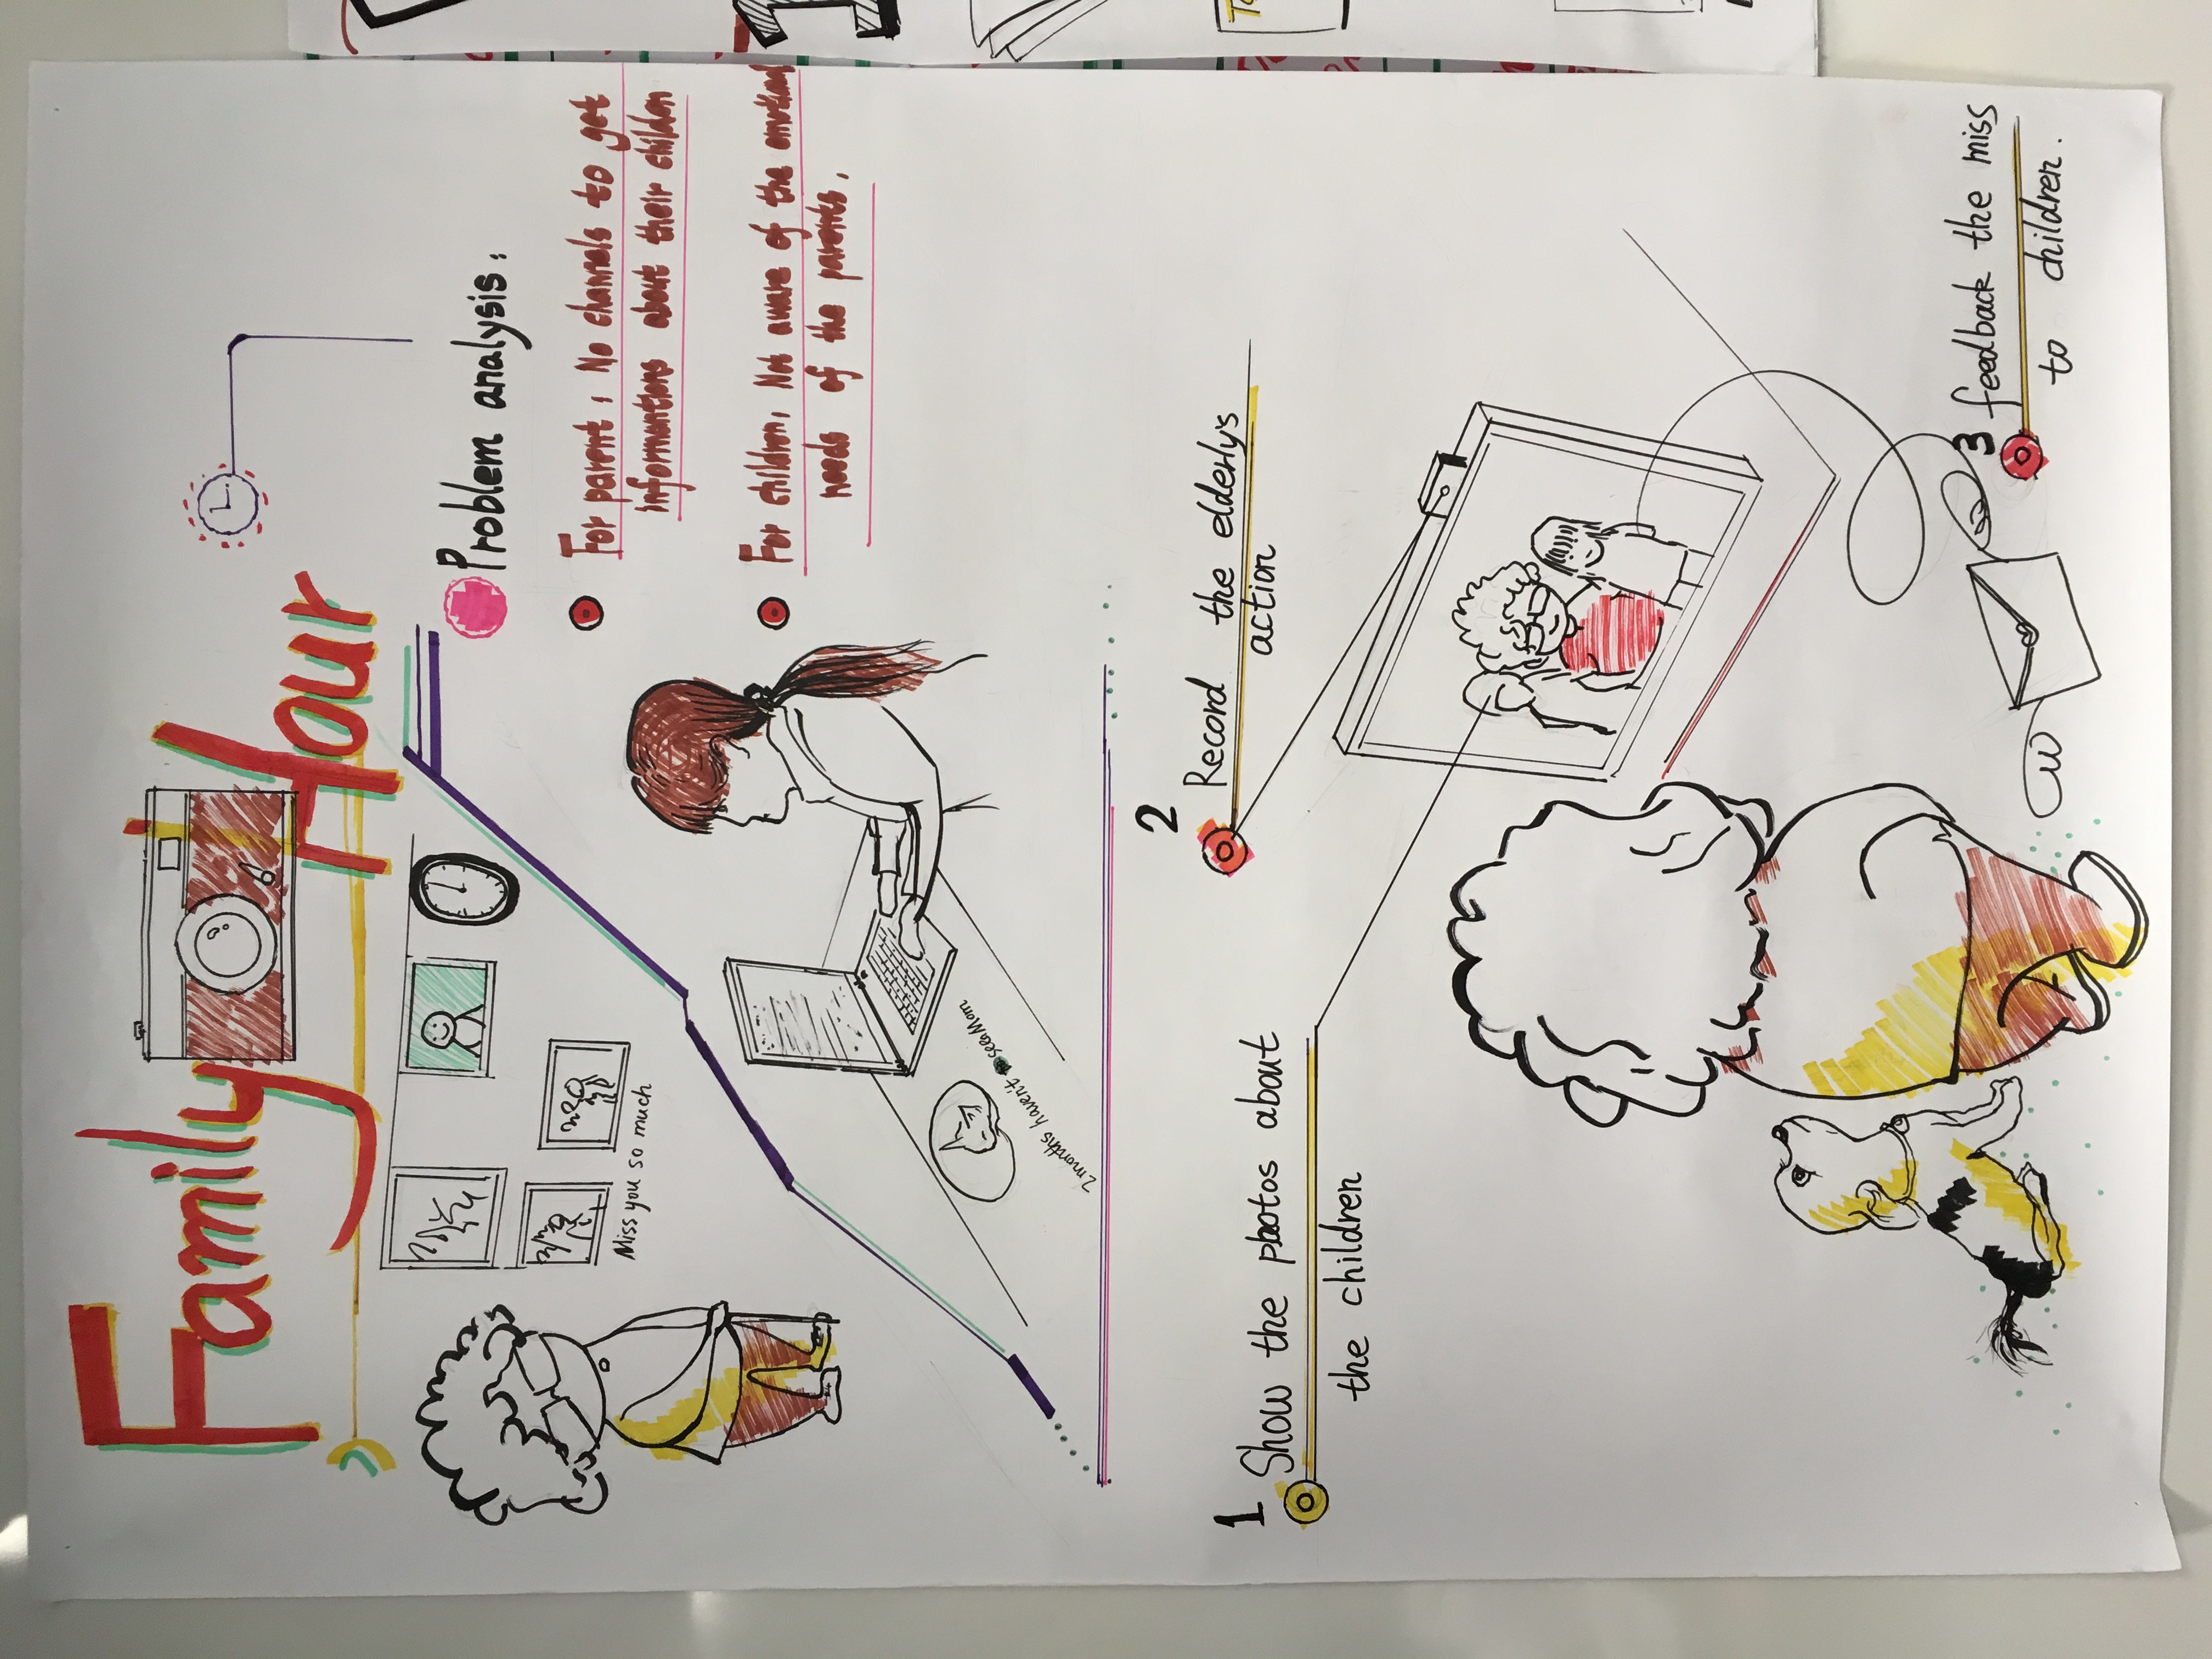 Family Hour
Miss you so much
Problem analysis:
For parent: No channels to get
informantions about their childen
For children: Not aware of the emotional
needs of the parents.
2 months haven't seen Mom
1
Show the photos about
the children
2
Record the elderly's
action
3 feedback the miss
to children.